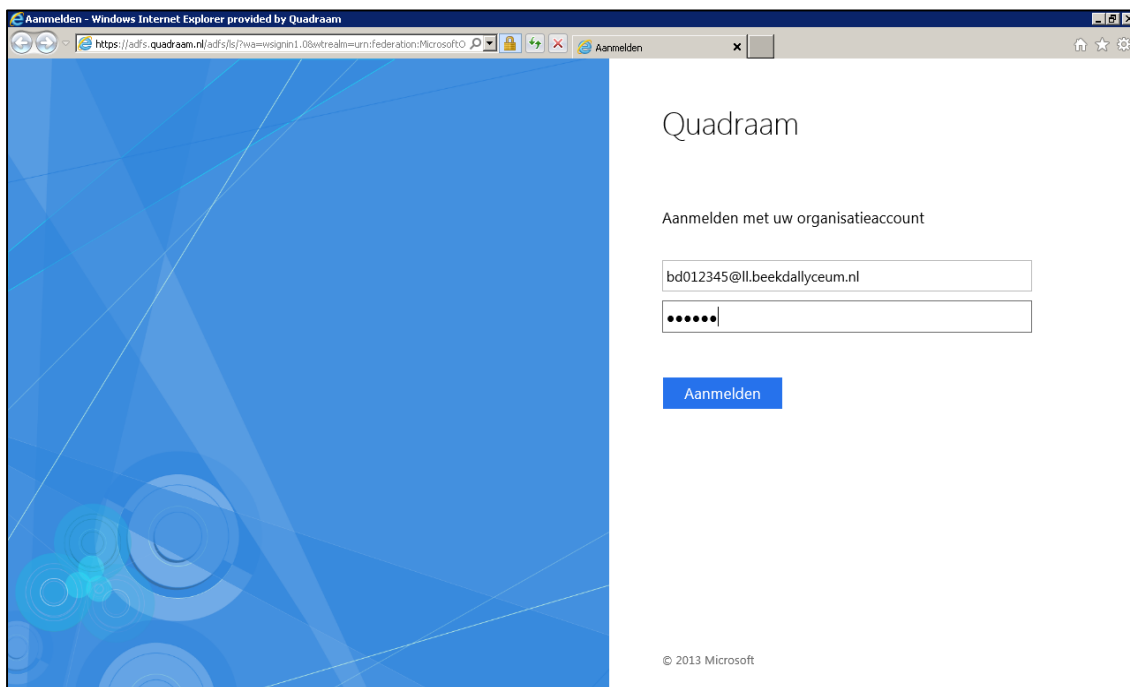 Aanmelden - Windows Internet Explorer provided by Quadraam
https://adfs.quadraam.nl/adfs/ls/?wa=wsignin1.0&wtrealm=urn:federation:MicrosoftO
Aanmelden
Quadraam
Aanmelden met uw organisatieaccount
bd012345@ll.beekdallyceum.nl
••••••
Aanmelden
© 2013 Microsoft